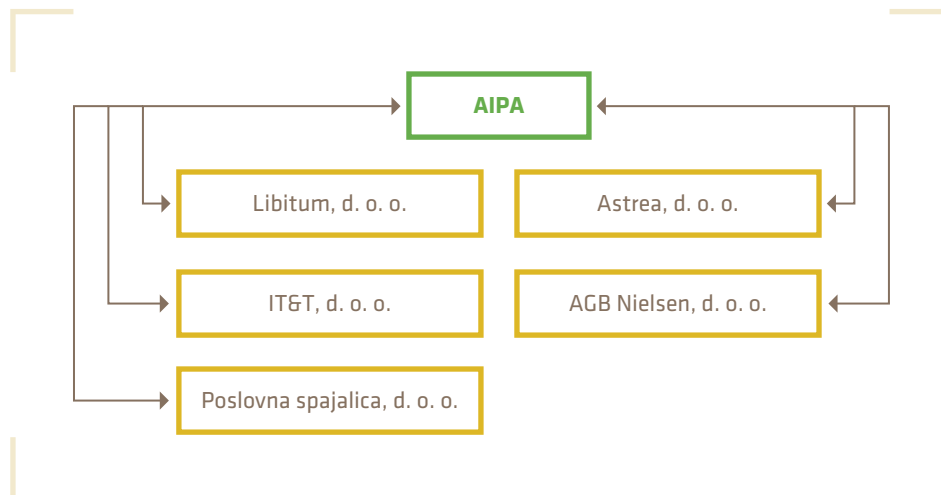 AIPA
Libitum, d. o. o.
Astrea, d. o. o.
IT&T, d. o. o.
AGB Nielsen, d. o. o.
Poslovna spajalica, d. o. o.